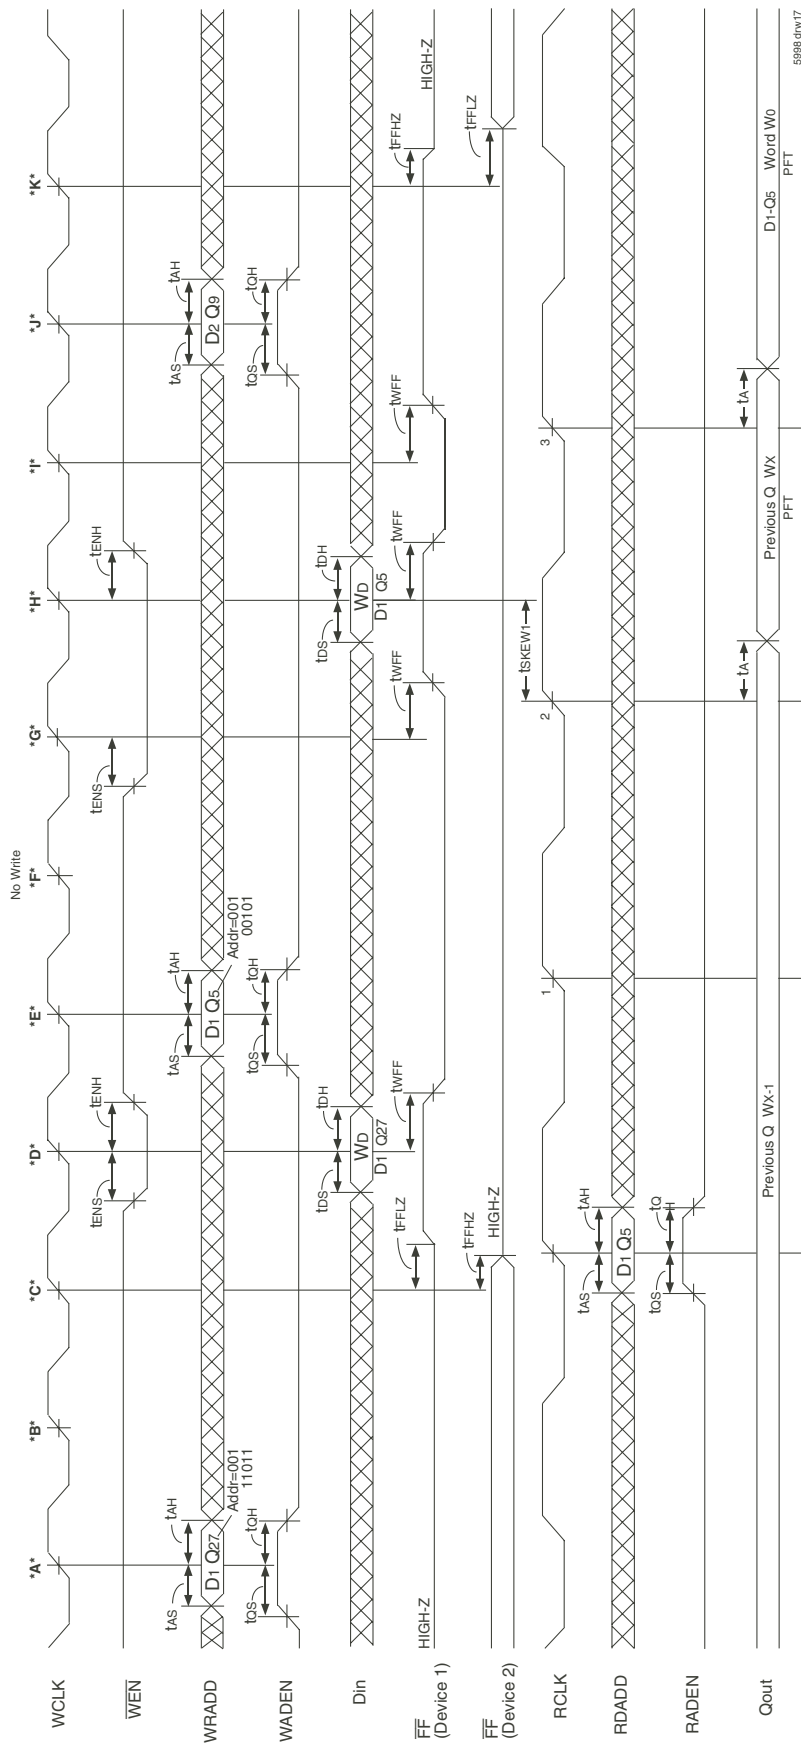 No Write
*A*
*B*
*C*
*D*
*E*
*F*
*G*
*H*
*I*
*J*
*K*
WCLK
tENS
tENH
tENS
tENH
WEN
tAS
tAH
tAS
tAH
tAS
tAH
WRADD
D1 Q27
D1 Q5
D2 Q9
Addr=001
11011
Addr=001
00101
tQS
tQH
tQS
tQH
tQS
tQH
WADEN
tDS
tDH
tDS
tDH
Din
WD
D1 Q27
WD
D1 Q5
tFFLZ
tWFF
tWFF
tWFF
tWFF
tFFHZ
FF
(Device 1)
HIGH-Z
HIGH-Z
tFFHZ
tFFLZ
FF
(Device 2)
HIGH-Z
tSKEW1
RCLK
1
2
3
tAS
tAH
RDADD
D1 Q5
tQS
tQ
H
RADEN
tA
tA
Qout
Previous Q WX-1
Previous Q WX
PFT
D1-Q5 Word W0
PFT
5998 drw17